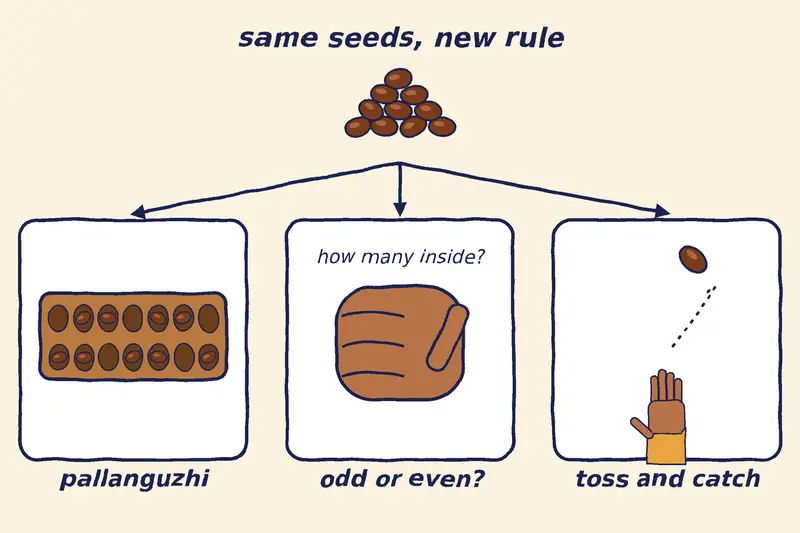 same seeds, new rule
how many inside?
pallanguzhi
odd or even?
toss and catch